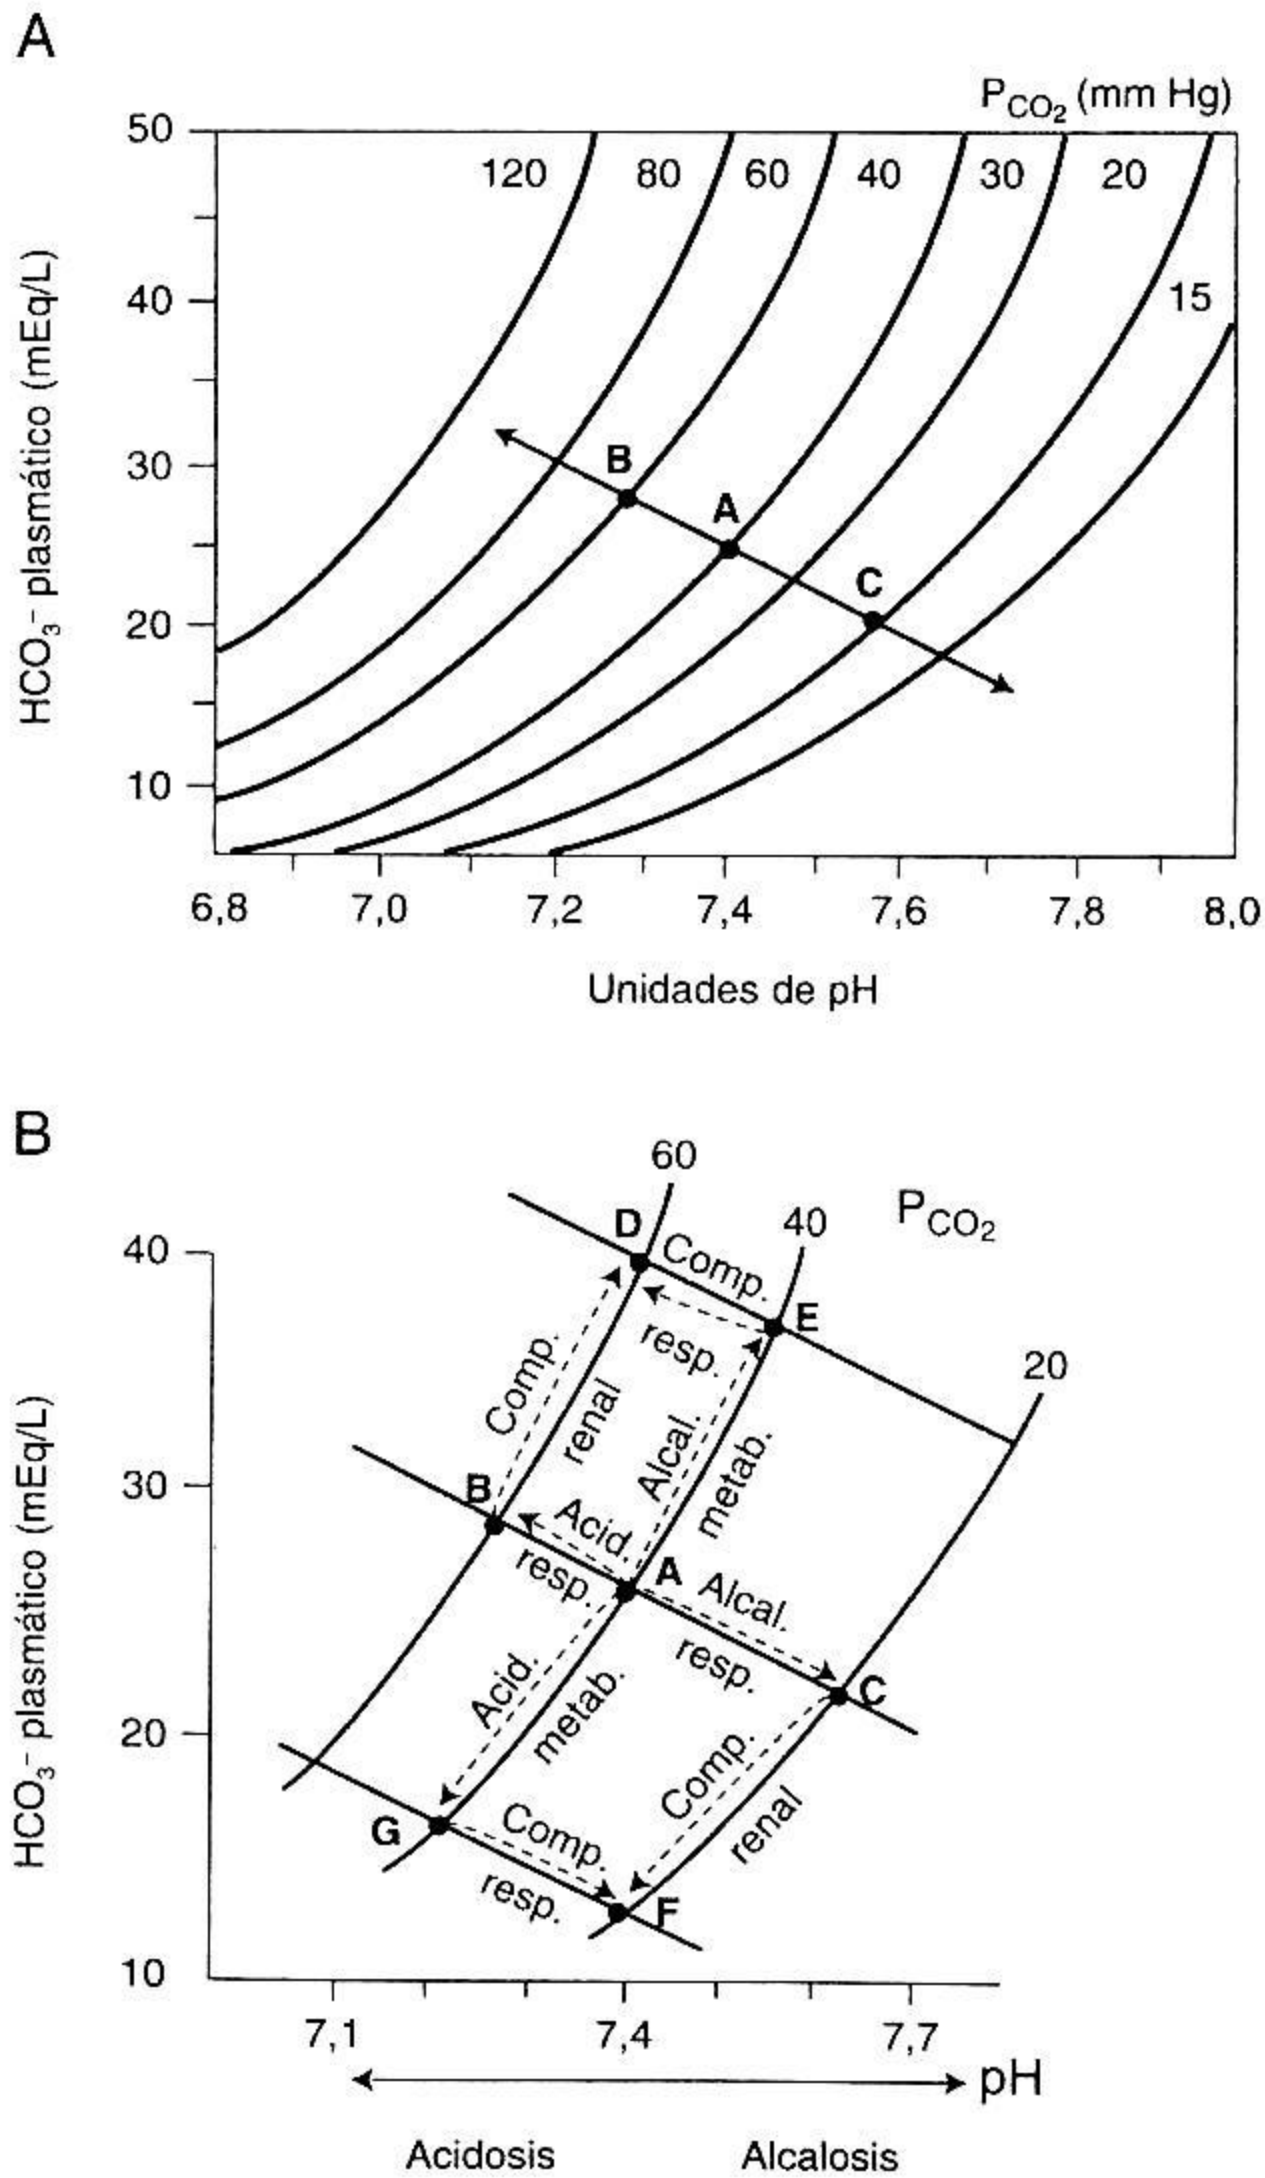 A
P_CO2 (mm Hg)
50
120 80 60 40 30 20
40
15
30
B
A
C
20
10
HCO3− plasmático (mEq/L)
6,8 7,0 7,2 7,4 7,6 7,8 8,0
Unidades de pH
B
60
D
40
P_CO2
40
Comp.
E
resp.
20
Comp.
renal
Alcal.
metab.
30
B
Acid.
resp.
A
Alcal.
resp.
C
Acid.
metab.
20
Comp.
renal
G
Comp.
resp.
F
10
HCO3− plasmático (mEq/L)
7,1 7,4 7,7
pH
Acidosis Alcalosis